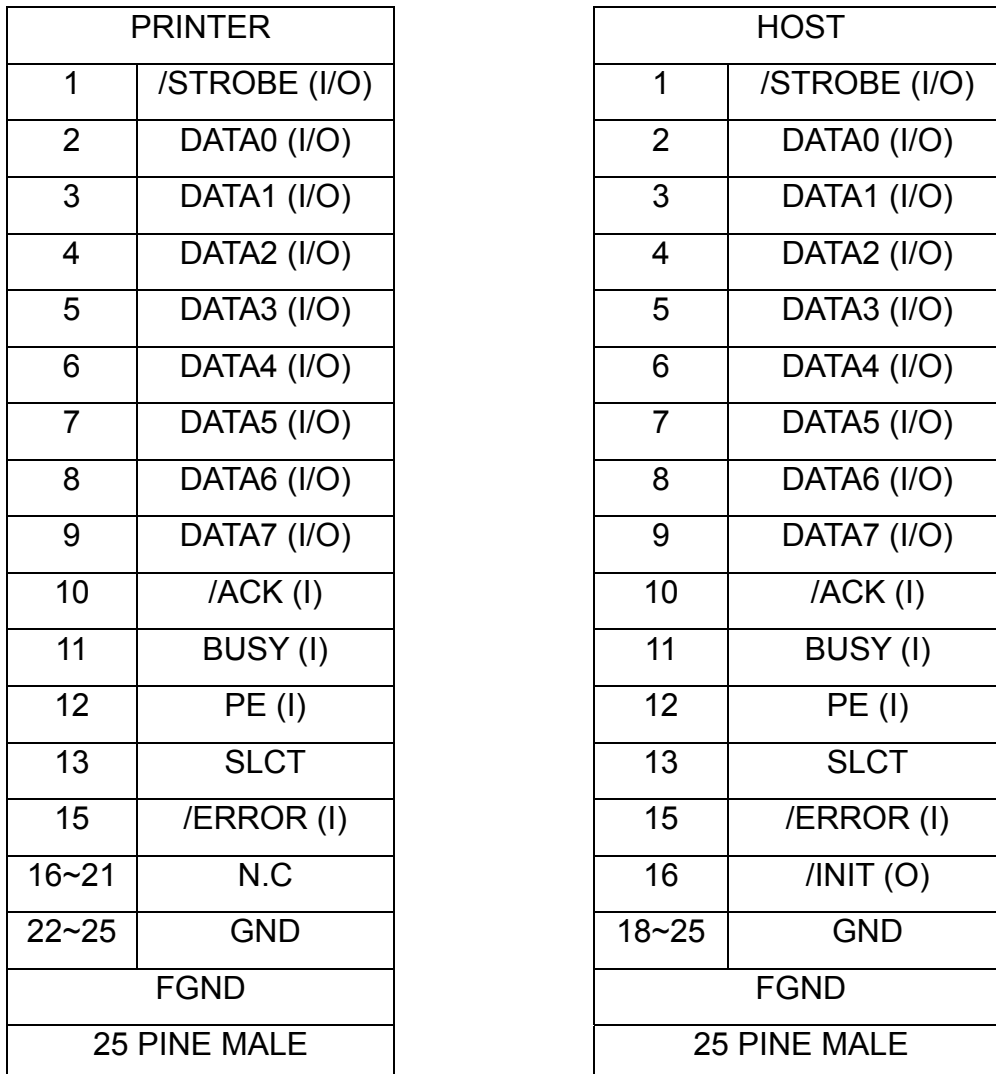 PRINTER HOST
1 /STROBE (I/O) 1 /STROBE (I/O)
2 DATA0 (I/O) 2 DATA0 (I/O)
3 DATA1 (I/O) 3 DATA1 (I/O)
4 DATA2 (I/O) 4 DATA2 (I/O)
5 DATA3 (I/O) 5 DATA3 (I/O)
6 DATA4 (I/O) 6 DATA4 (I/O)
7 DATA5 (I/O) 7 DATA5 (I/O)
8 DATA6 (I/O) 8 DATA6 (I/O)
9 DATA7 (I/O) 9 DATA7 (I/O)
10 /ACK (I) 10 /ACK (I)
11 BUSY (I) 11 BUSY (I)
12 PE (I) 12 PE (I)
13 SLCT 13 SLCT
15 /ERROR (I) 15 /ERROR (I)
16~21 N.C 16 /INIT (O)
22~25 GND 18~25 GND
FGND FGND
25 PINE MALE 25 PINE MALE